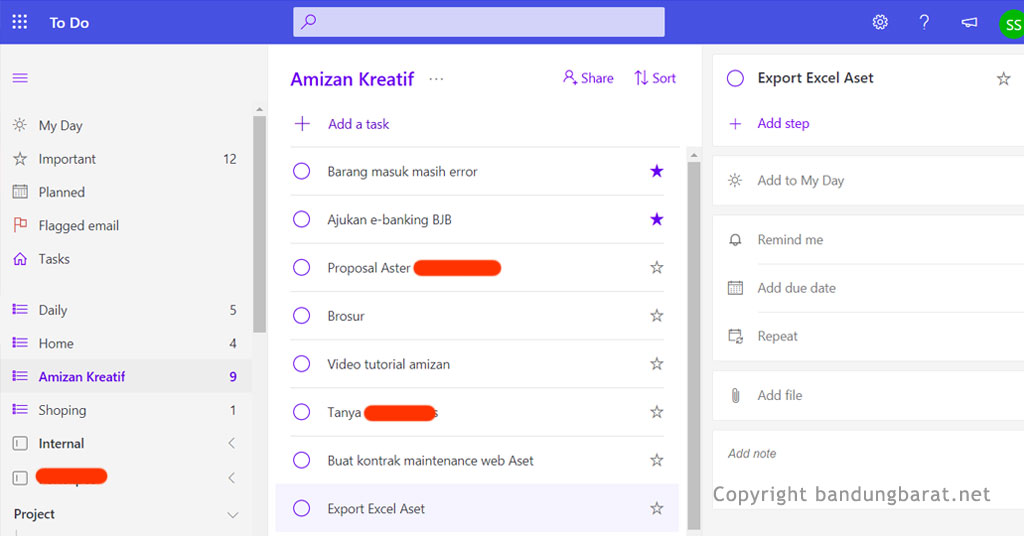 To Do
SS
My Day
Important 12
Planned
Flagged email
Tasks
Daily 5
Home 4
Amizan Kreatif 9
Shoping 1
Internal
Project
Amizan Kreatif ...
Share
Sort
Add a task
Barang masuk masih error
Ajukan e-banking BJB
Proposal Aster
Brosur
Video tutorial amizan
Tanya
Buat kontrak maintenance web Aset
Export Excel Aset
Export Excel Aset
Add step
Add to My Day
Remind me
Add due date
Repeat
Add file
Add note
Copyright bandungbarat.net